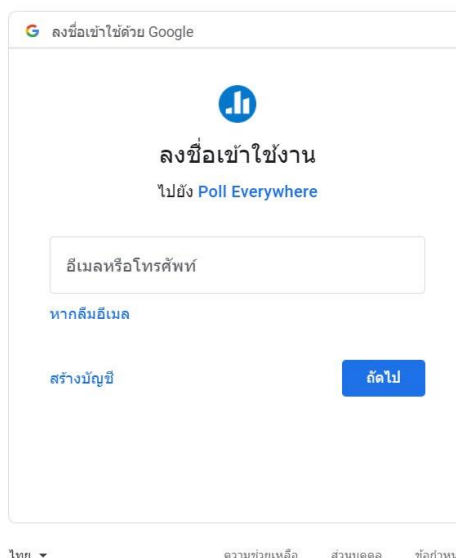 ลงชื่อเข้าใช้ด้วย Google
ลงชื่อเข้าใช้งาน
ไปยัง Poll Everywhere
อีเมลหรือโทรศัพท์
หากลืมอีเมล
สร้างบัญชี
ถัดไป
ไทย ความช่วยเหลือ ส่วนบุคคล